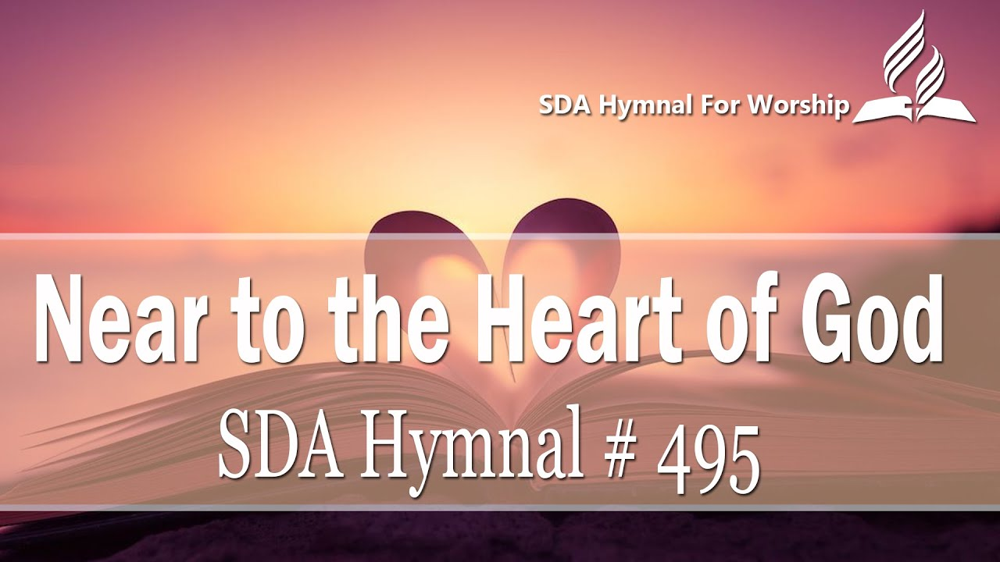 SDA Hymnal For Worship
Near to the Heart of God
SDA Hymnal # 495